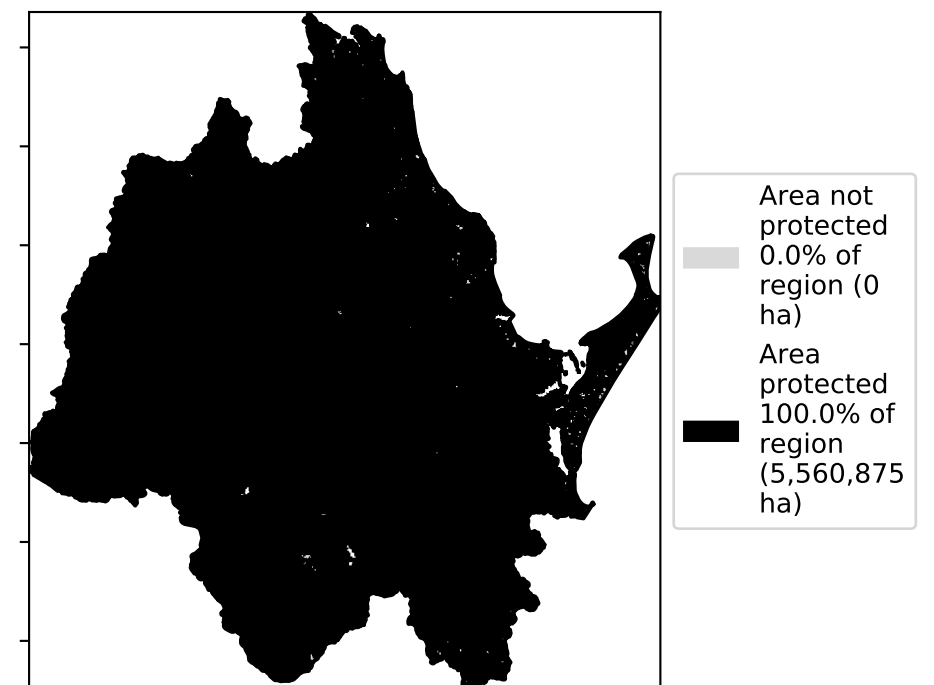 Area not
protected
0.0% of
region (0
ha)
Area
protected
100.0% of
region
(5,560,875
ha)